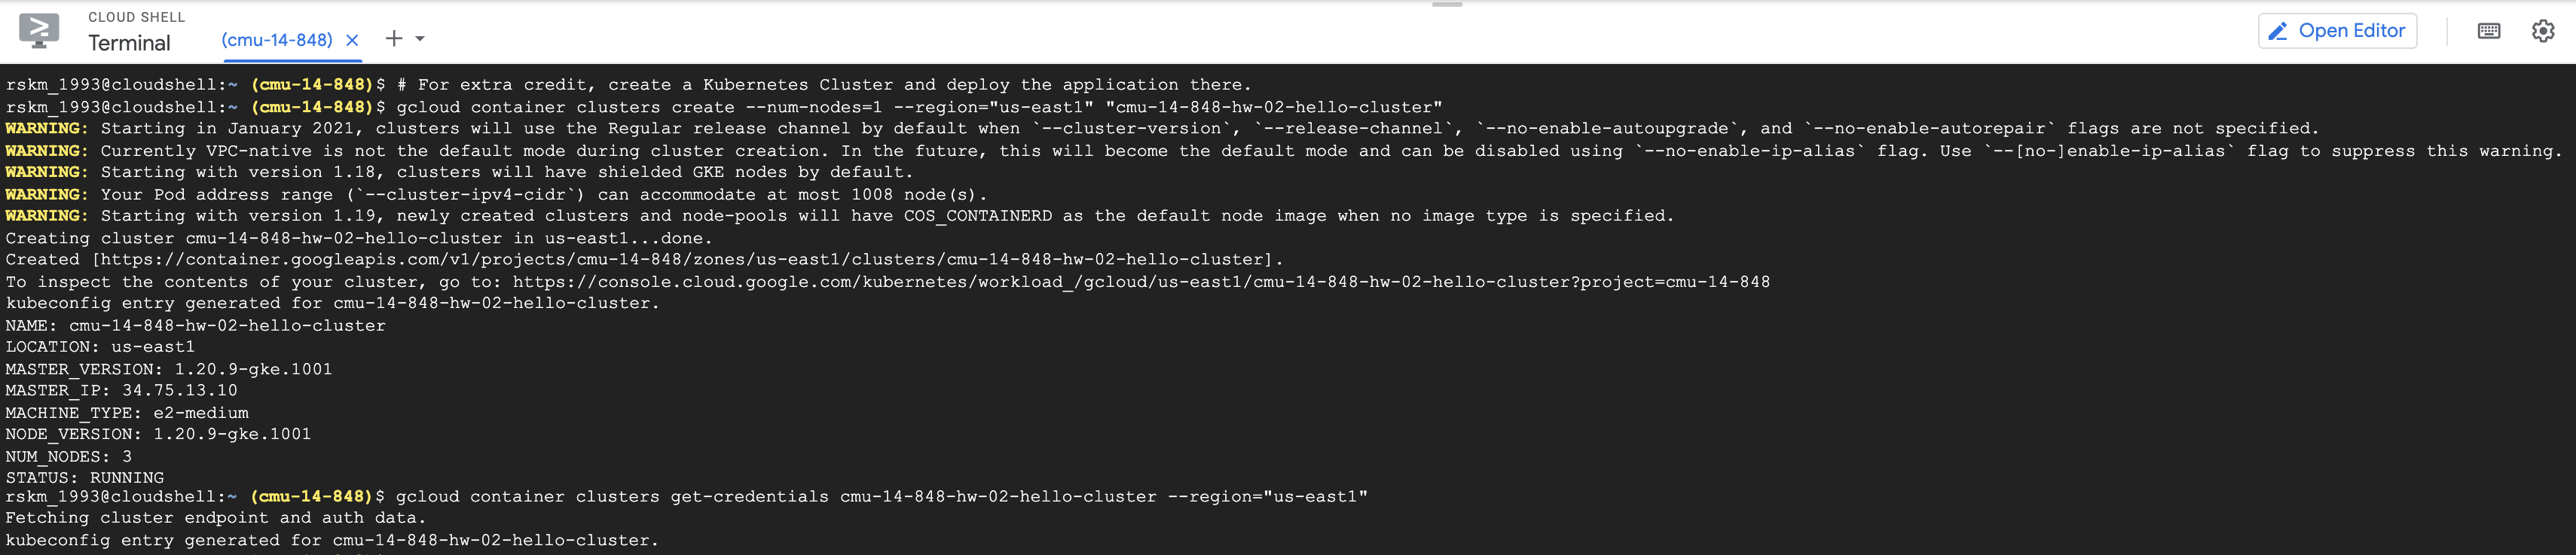 CLOUD SHELL
Terminal
(cmu-14-848)
Open Editor
rskm_1993@cloudshell:~ (cmu-14-848)$ # For extra credit, create a Kubernetes Cluster and deploy the application there.
rskm_1993@cloudshell:~ (cmu-14-848)$ gcloud container clusters create --num-nodes=1 --region="us-east1" "cmu-14-848-hw-02-hello-cluster"
WARNING: Starting in January 2021, clusters will use the Regular release channel by default when `--cluster-version`, `--release-channel`, `--no-enable-autoupgrade`, and `--no-enable-autorepair` flags are not specified.
WARNING: Currently VPC-native is not the default mode during cluster creation. In the future, this will become the default mode and can be disabled using `--no-enable-ip-alias` flag. Use `--[no-]enable-ip-alias` flag to suppress this warning.
WARNING: Starting with version 1.18, clusters will have shielded GKE nodes by default.
WARNING: Your Pod address range (`--cluster-ipv4-cidr`) can accommodate at most 1008 node(s).
WARNING: Starting with version 1.19, newly created clusters and node-pools will have COS_CONTAINERD as the default node image when no image type is specified.
Creating cluster cmu-14-848-hw-02-hello-cluster in us-east1...done.
Created [https://container.googleapis.com/v1/projects/cmu-14-848/zones/us-east1/clusters/cmu-14-848-hw-02-hello-cluster].
To inspect the contents of your cluster, go to: https://console.cloud.google.com/kubernetes/workload_/gcloud/us-east1/cmu-14-848-hw-02-hello-cluster?project=cmu-14-848
kubeconfig entry generated for cmu-14-848-hw-02-hello-cluster.
NAME: cmu-14-848-hw-02-hello-cluster
LOCATION: us-east1
MASTER_VERSION: 1.20.9-gke.1001
MASTER_IP: 34.75.13.10
MACHINE_TYPE: e2-medium
NODE_VERSION: 1.20.9-gke.1001
NUM_NODES: 3
STATUS: RUNNING
rskm_1993@cloudshell:~ (cmu-14-848)$ gcloud container clusters get-credentials cmu-14-848-hw-02-hello-cluster --region="us-east1"
Fetching cluster endpoint and auth data.
kubeconfig entry generated for cmu-14-848-hw-02-hello-cluster.